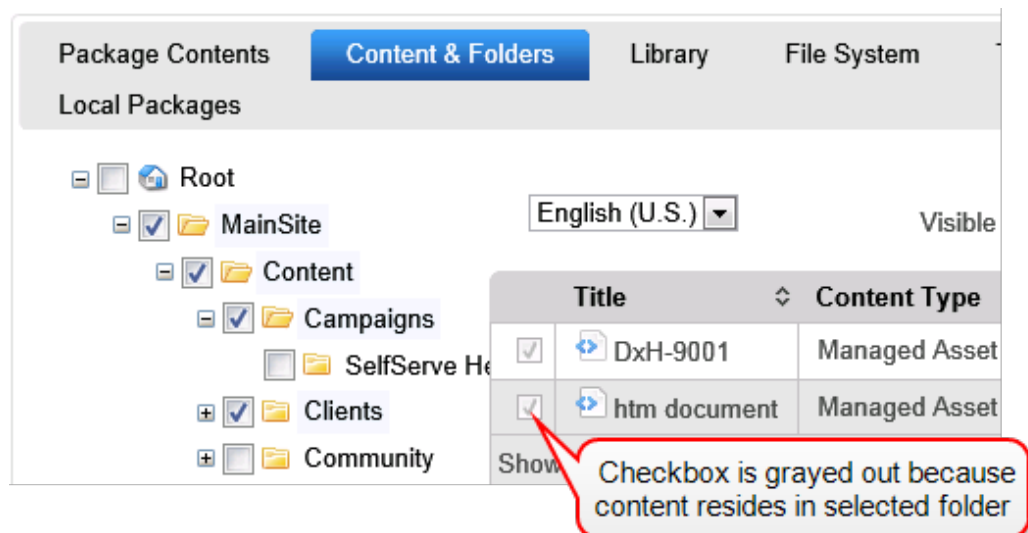 Package Contents Content & Folders Library File System
Local Packages
Root
MainSite
Content
Campaigns
SelfServe
Clients
Community
English (U.S.) Visible
Title Content Type
DxH-9001 Managed Asset
htm document Managed Asset
Show
Checkbox is grayed out because
content resides in selected folder